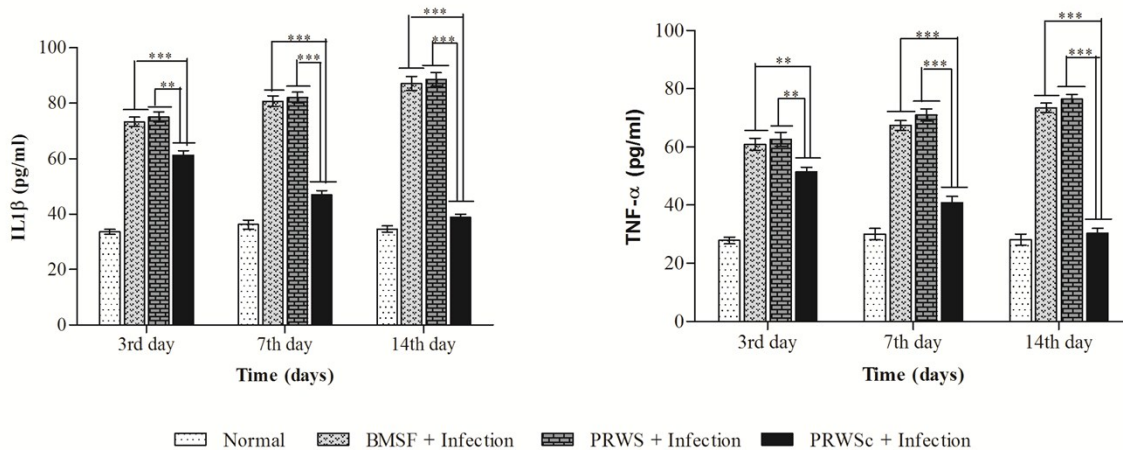 ***
***
***
***
***
**
100
80
60
40
20
0
IL1β (pg/ml)
3rd day
7th day
14th day
Time (days)
***
***
***
***
**
**
100
80
60
40
20
0
TNF-α (pg/ml)
3rd day
7th day
14th day
Time (days)
Normal
BMSF + Infection
PRWS + Infection
PRWSc + Infection